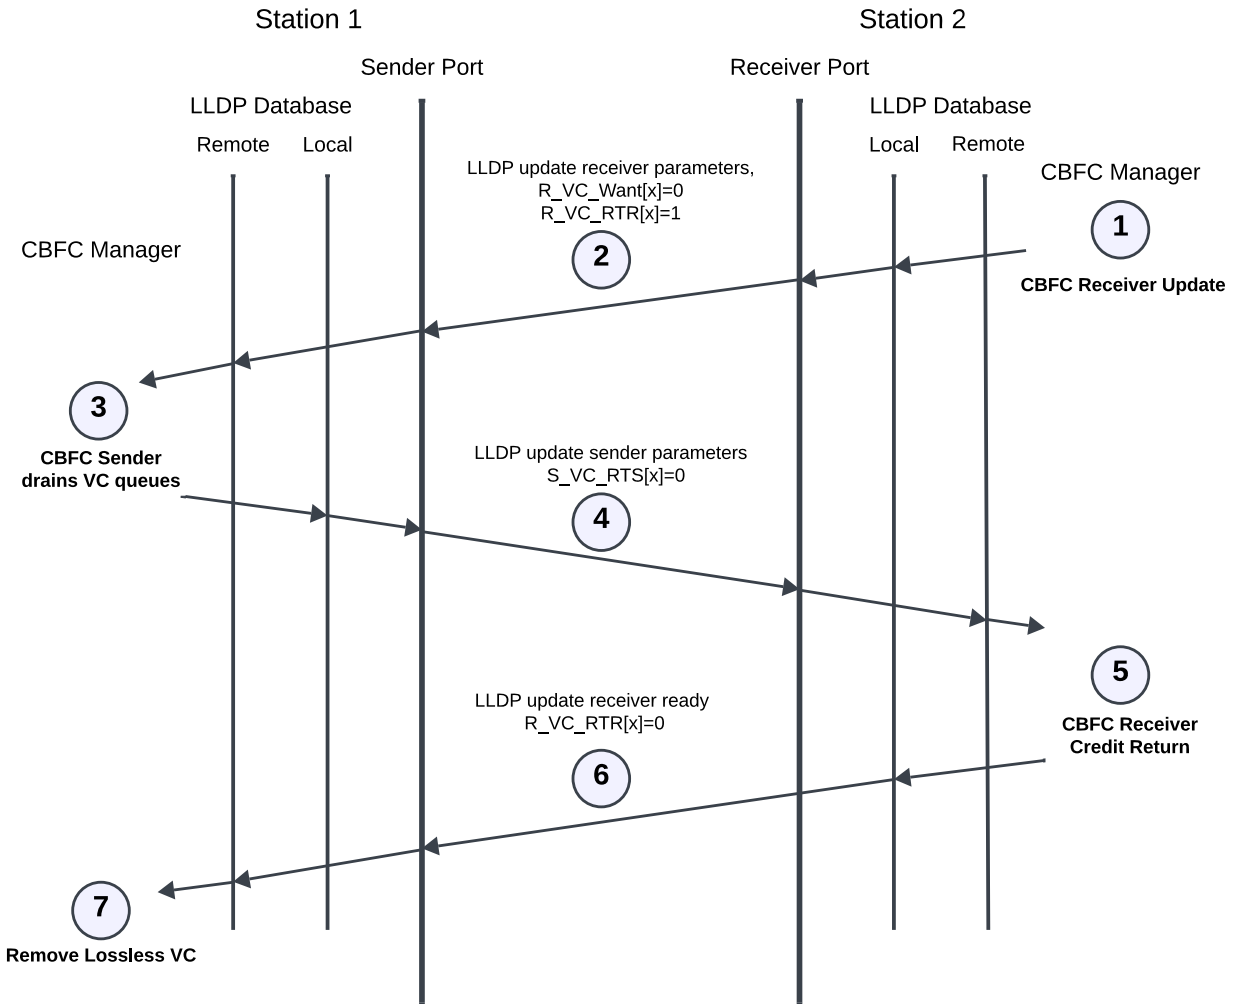 Station 1
Station 2
Sender Port
Receiver Port
LLDP Database
LLDP Database
Remote
Local
Local
Remote
LLDP update receiver parameters,
R_VC_Want[x]=0
R_VC_RTR[x]=1
CBFC Manager
CBFC Manager
1
2
CBFC Receiver Update
3
CBFC Sender
drains VC queues
LLDP update sender parameters
S_VC_RTS[x]=0
4
5
CBFC Receiver
Credit Return
LLDP update receiver ready
R_VC_RTR[x]=0
6
7
Remove Lossless VC